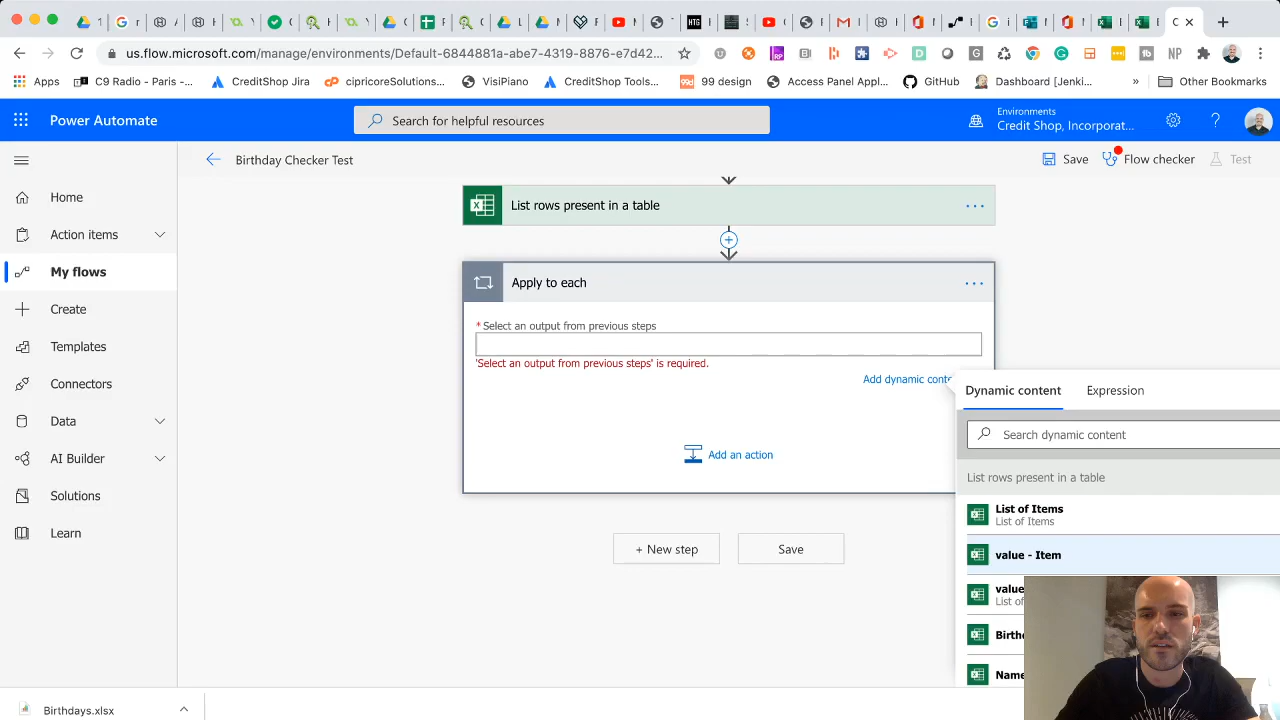 us.flow.microsoft.com/manage/environments/Default-6844881a-abe7-4319-8876-e7d42...
Apps
C9 Radio - Paris -...
CreditShop Jira
cipricoreSolutions...
VisiPiano
CreditShop Tools...
99 design
Access Panel Appl...
GitHub
Dashboard [Jenki...
»
Other Bookmarks
Power Automate
Search for helpful resources
Environments
Credit Shop, Incorporat...
Birthday Checker Test
Save
Flow checker
Test
Home
Action items
My flows
Create
Templates
Connectors
Data
AI Builder
Solutions
Learn
List rows present in a table
Apply to each
* Select an output from previous steps
'Select an output from previous steps' is required.
Add dynamic conte
Add an action
+ New step
Save
Dynamic content
Expression
Search dynamic content
List rows present in a table
List of Items
List of Items
value - Item
value
List of
Birth
Name
Birthdays.xlsx